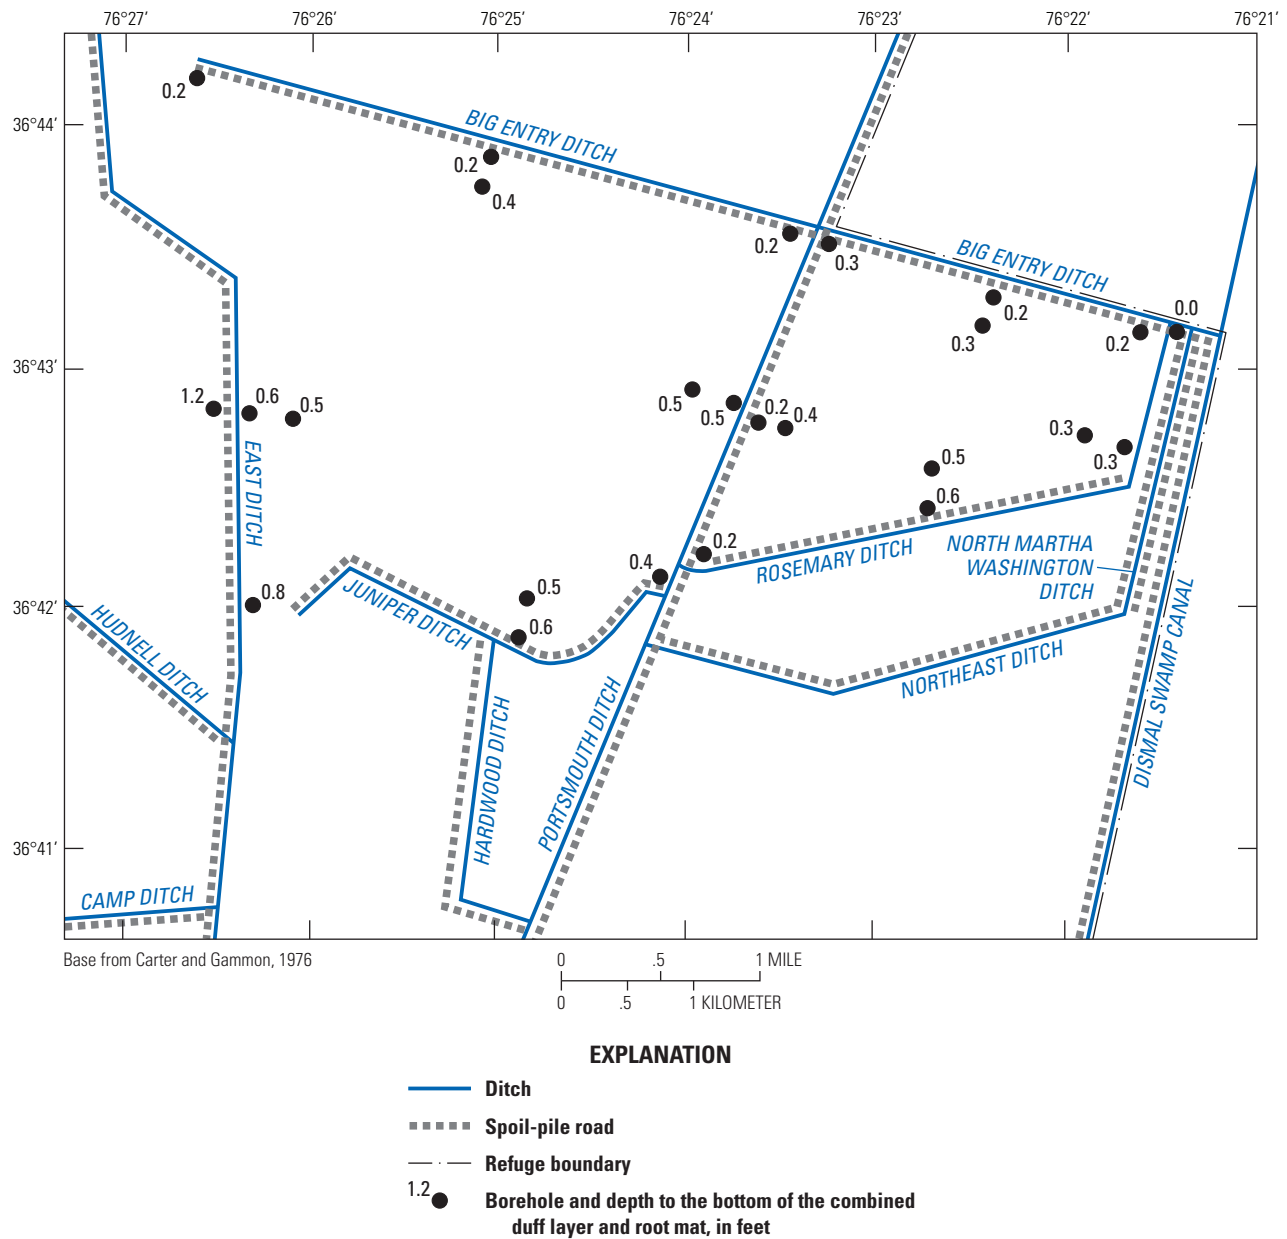 76°27′ 76°26′ 76°25′ 76°24′ 76°23′ 76°22′ 76°21′
0.2
BIG ENTRY DITCH
36°44′
0.2
0.4
0.2
0.3
BIG ENTRY DITCH
0.2
0.0
0.3
0.2
36°43′
1.2
0.6
0.5
0.5
0.5
0.2
0.4
0.3
0.3
EAST DITCH
0.5
0.6
0.2
ROSEMARY DITCH
NORTH MARTHA
WASHINGTON
DITCH
0.4
0.8
0.5
36°42′
JUNIPER DITCH
HUDNELL DITCH
0.6
NORTHEAST DITCH
DISMAL SWAMP CANAL
HARDWOOD DITCH
PORTSMOUTH DITCH
36°41′
CAMP DITCH
Base from Carter and Gammon, 1976
0 .5 1 MILE
0 .5 1 KILOMETER
EXPLANATION
Ditch
Spoil-pile road
Refuge boundary
1.2
Borehole and depth to the bottom of the combined
duff layer and root mat, in feet